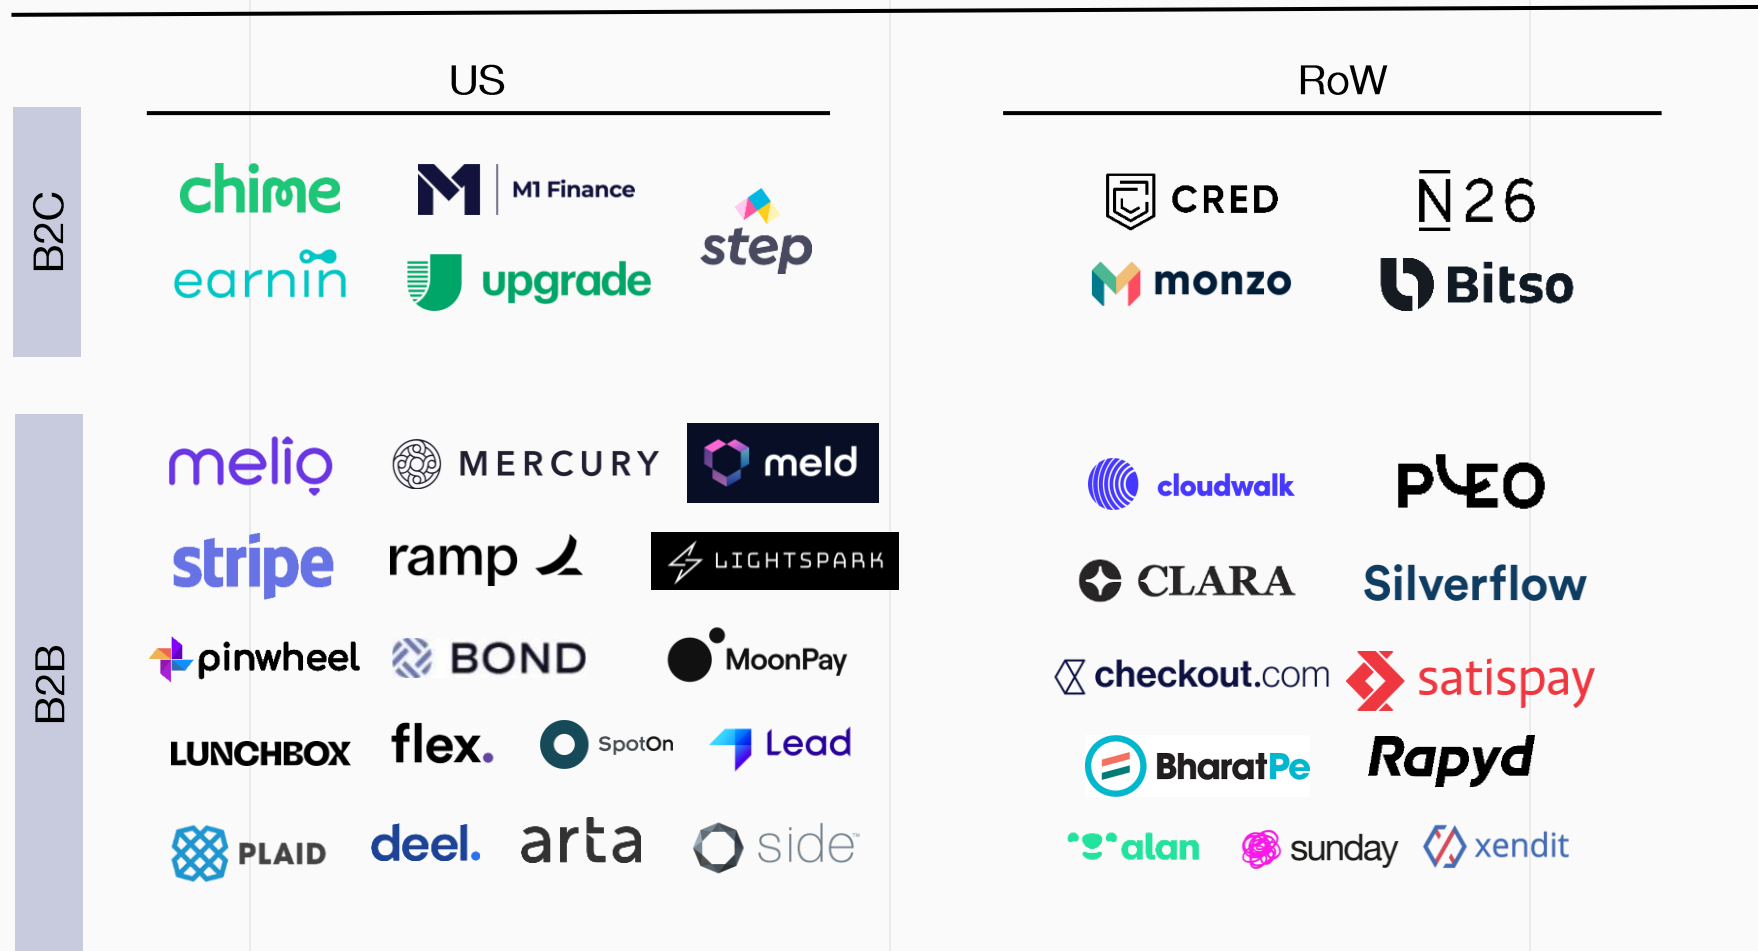 US
RoW
B2C
chime
M1 Finance
step
earnin
upgrade
CRED
N26
monzo
Bitso
B2B
melio
MERCURY
meld
stripe
ramp
LIGHTSPARK
pinwheel
BOND
MoonPay
LUNCHBOX
flex.
SpotOn
Lead
PLAID
deel.
arta
side™
cloudwalk
PLEO
CLARA
Silverflow
checkout.com
satispay
BharatPe
Rapyd
alan
sunday
xendit